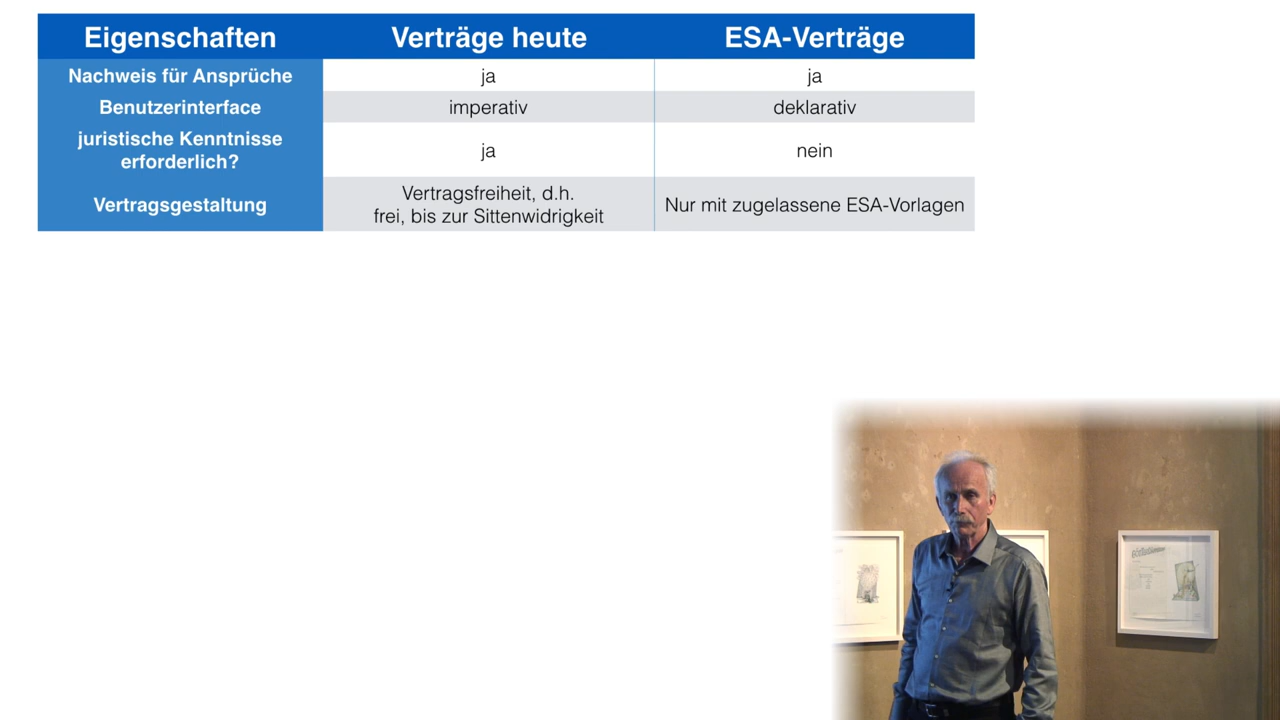 Eigenschaften Verträge heute ESA-Verträge
Nachweis für Ansprüche ja ja
Benutzerinterface imperativ deklarativ
juristische Kenntnisse
erforderlich? ja nein
Vertragsgestaltung Vertragsfreiheit, d.h.
frei, bis zur Sittenwidrigkeit Nur mit zugelassene ESA-Vorlagen